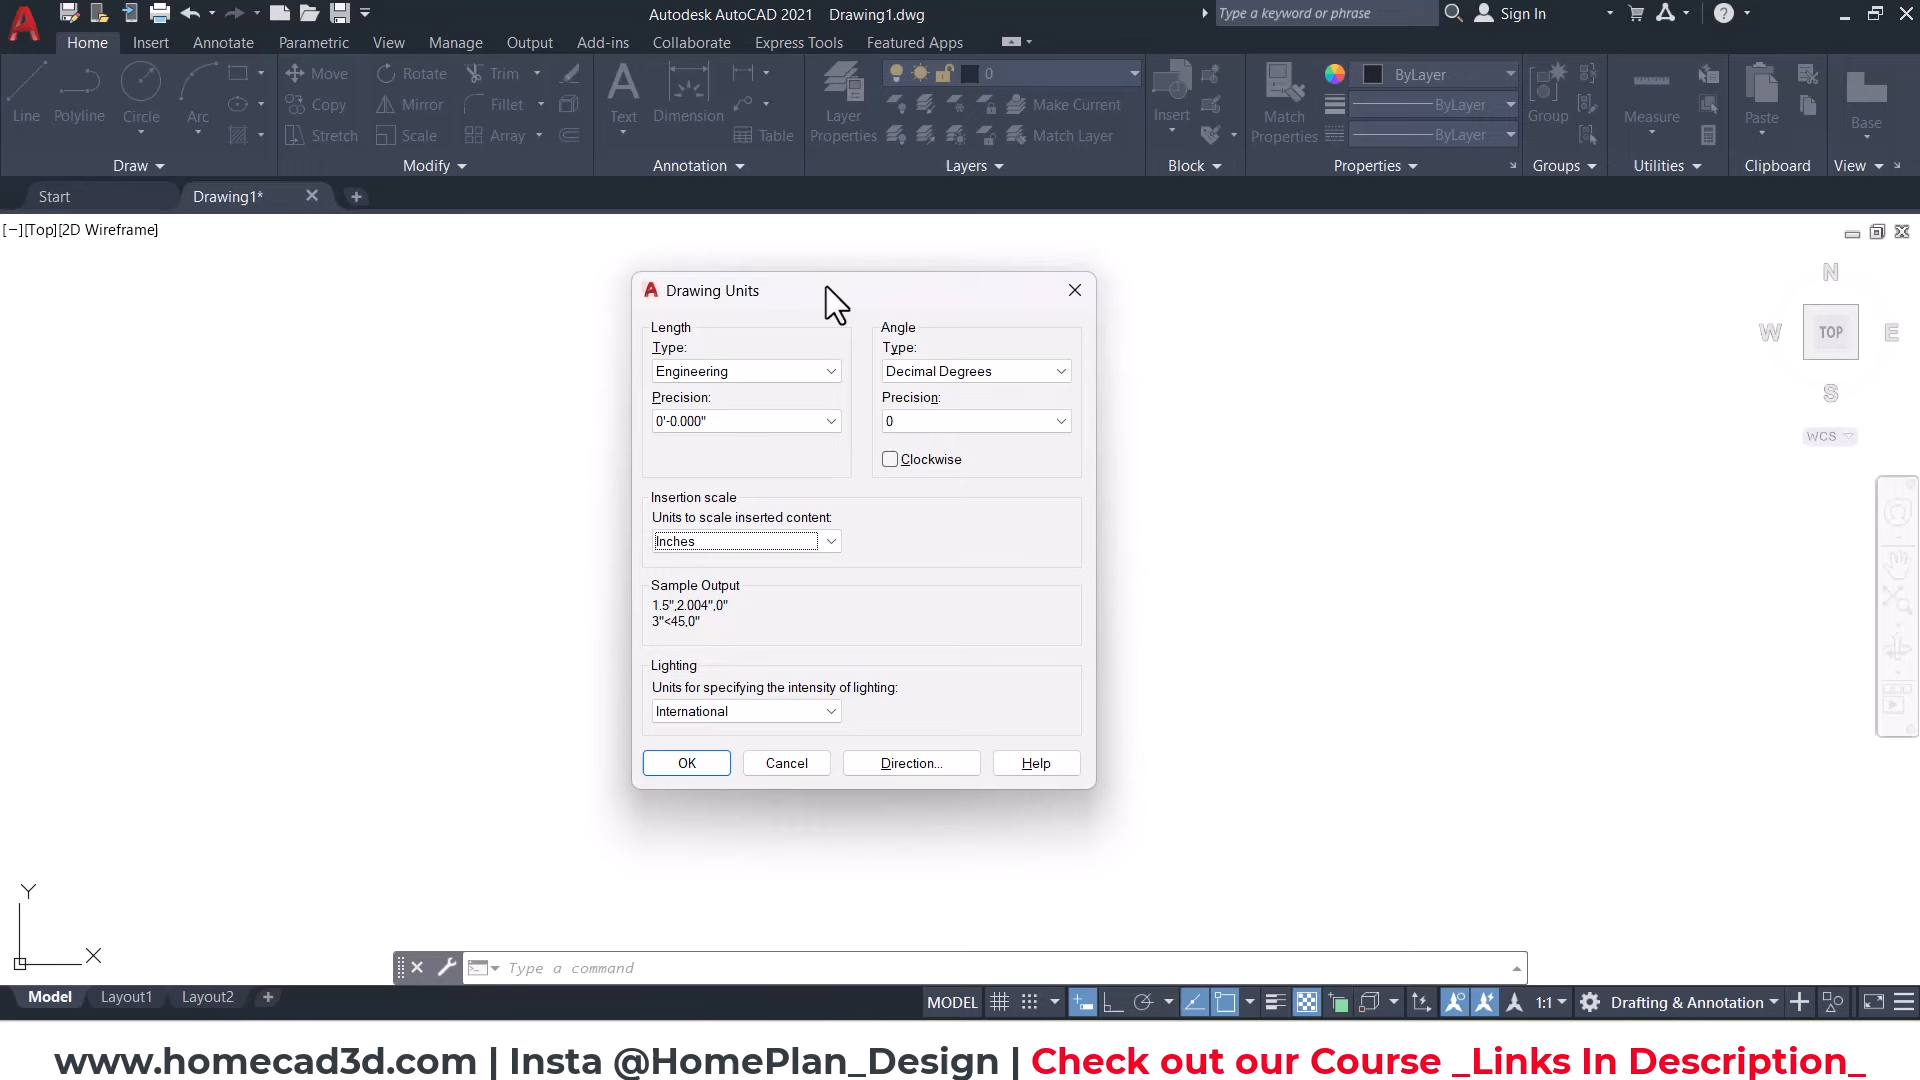 Autodesk AutoCAD 2021 Drawing1.dwg
Type a keyword or phrase
Sign In
Home Insert Annotate Parametric View Manage Output Add-ins Collaborate Express Tools Featured Apps
Line
Polyline
Circle
Arc
Draw
Move Rotate Trim
Copy Mirror Fillet
Stretch Scale Array
Modify
Text
Dimension
Table
Annotation
Layer
Properties
0
Make Current
Match Layer
Layers
Insert
Block
Match
Properties
ByLayer
ByLayer
ByLayer
Properties
Group
Groups
Measure
Utilities
Paste
Clipboard
Base
View
Start
Drawing1*
[−][Top][2D Wireframe]
N
W
TOP
E
S
WCS
Drawing Units
Length
Type:
Engineering
Precision:
0'-0.000"
Angle
Type:
Decimal Degrees
Precision:
0
Clockwise
Insertion scale
Units to scale inserted content:
Inches
Sample Output
1.5",2.004",0"
3"<45,0"
Lighting
Units for specifying the intensity of lighting:
International
OK
Cancel
Direction...
Help
Y
X
Type a command
Model
Layout1
Layout2
MODEL
1:1
Drafting & Annotation
www.homecad3d.com | Insta @HomePlan_Design | Check out our Course _Links In Description_